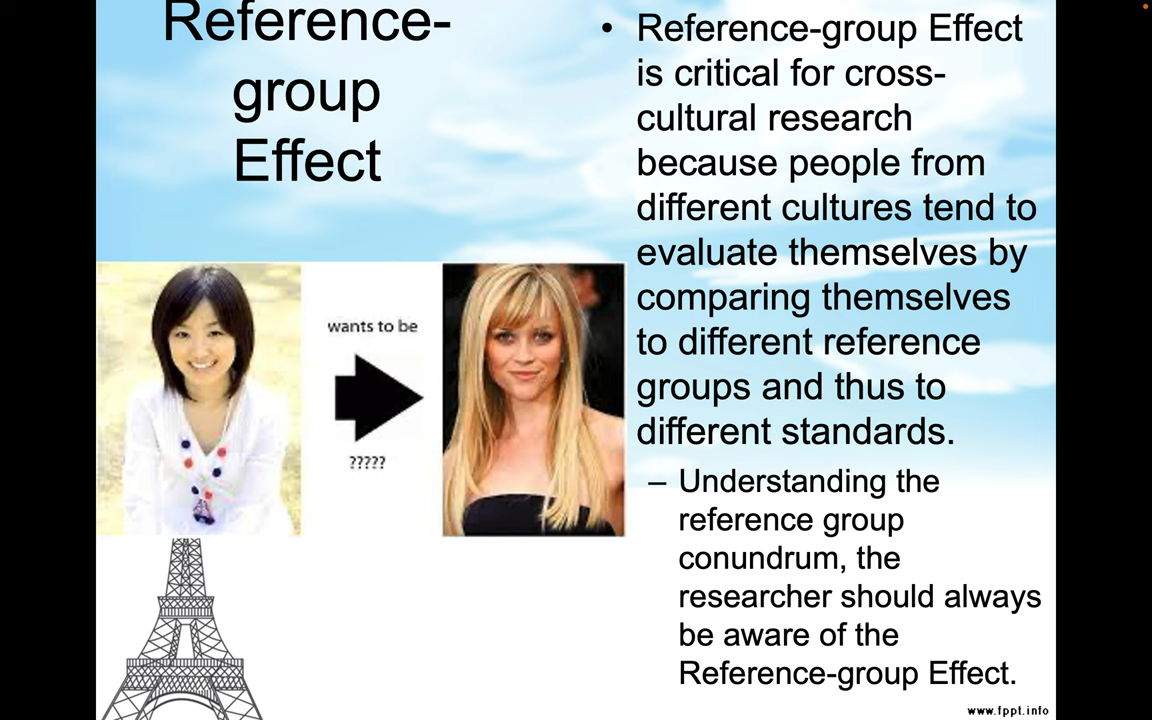 Reference-
group
Effect
wants to be
?????
• Reference-group Effect
is critical for cross-
cultural research
because people from
different cultures tend to
evaluate themselves by
comparing themselves
to different reference
groups and thus to
different standards.
– Understanding the
reference group
conundrum, the
researcher should always
be aware of the
Reference-group Effect.
www.fppt.info